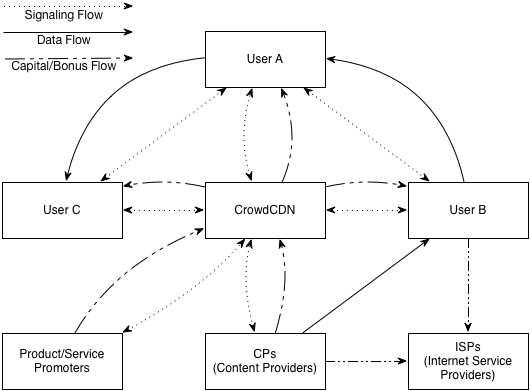 Signaling Flow
Data Flow
Capital/Bonus Flow
User A
User C
CrowdCDN
User B
Product/Service
Promoters
CPs
(Content Providers)
ISPs
(Internet Service
Providers)